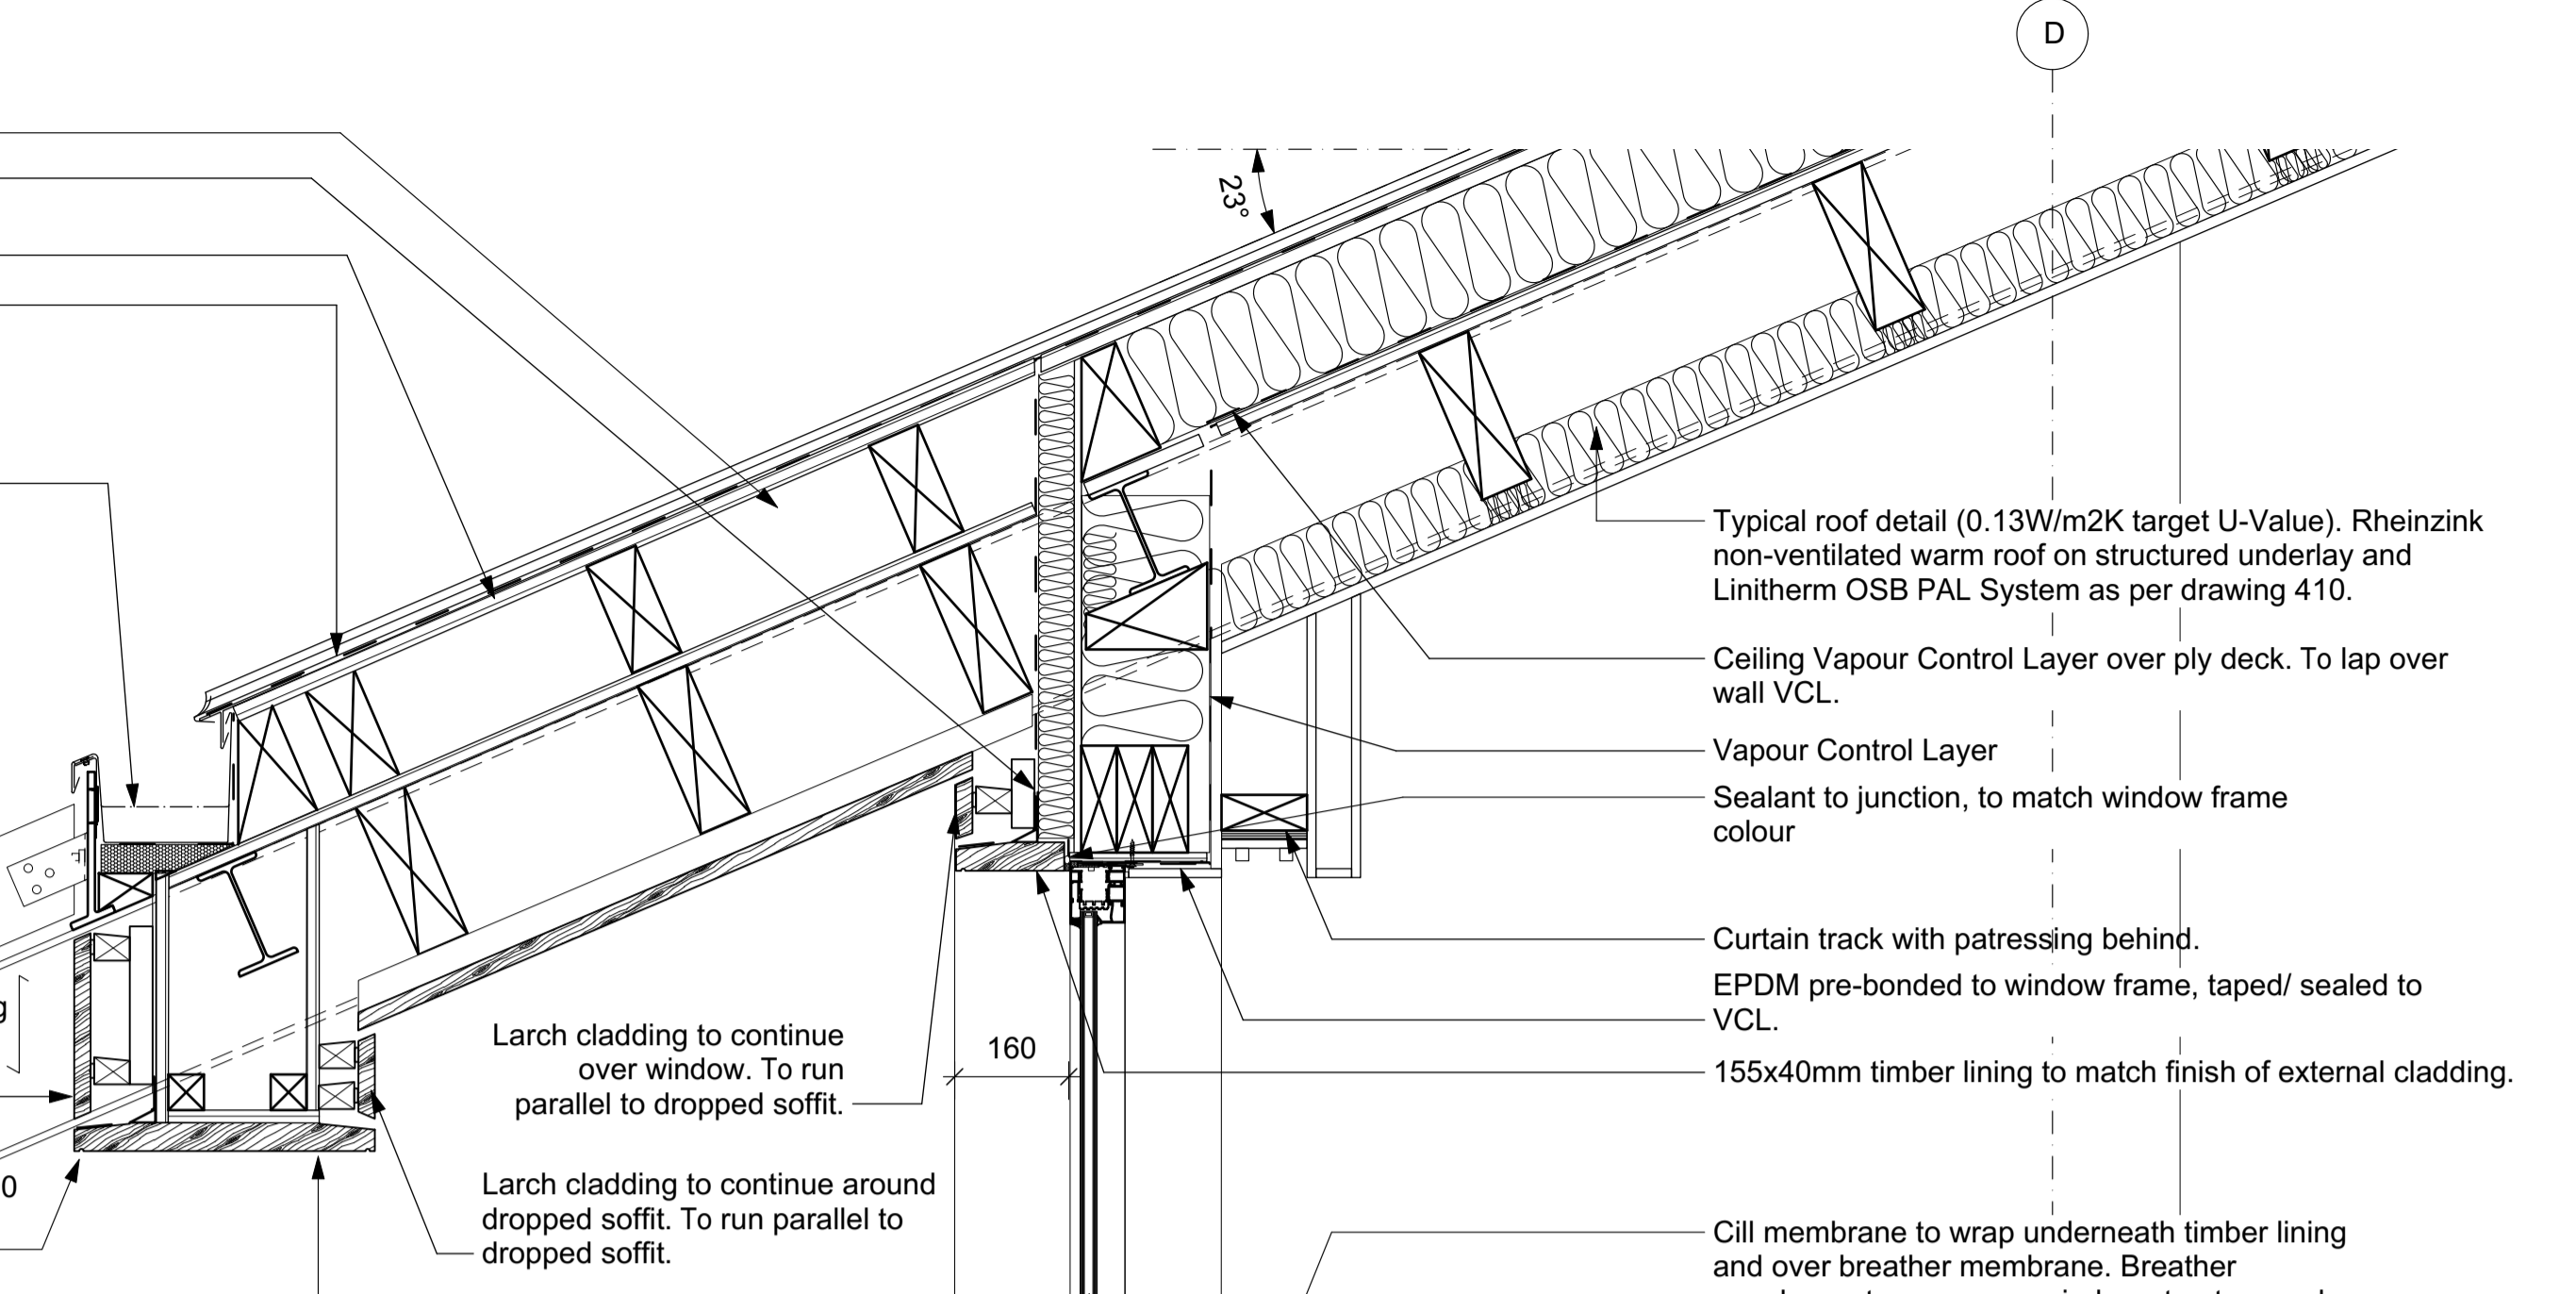 D
23°
Typical roof detail (0.13W/m2K target U-Value). Rheinzink
non-ventilated warm roof on structured underlay and
Linitherm OSB PAL System as per drawing 410.
Ceiling Vapour Control Layer over ply deck. To lap over
wall VCL.
Vapour Control Layer
Sealant to junction, to match window frame
colour
Curtain track with patressing behind.
EPDM pre-bonded to window frame, taped/ sealed to
VCL.
155x40mm timber lining to match finish of external cladding.
g
Larch cladding to continue
over window. To run
parallel to dropped soffit.
160
0
Larch cladding to continue around
dropped soffit. To run parallel to
dropped soffit.
Cill membrane to wrap underneath timber lining
and over breather membrane. Breather